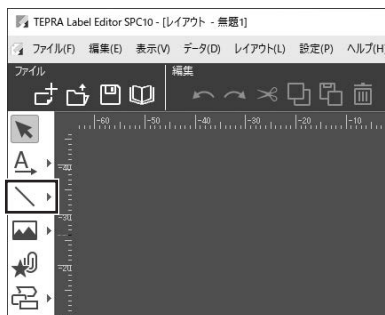 TEPRA Label Editor SPC10 - [レイアウト - 無題1]
ファイル(F) 編集(E) 表示(V) データ(D) レイアウト(L) 設定(P) ヘルプ(H
ファイル 編集
-60 -50 -40 -30 -20 -10
A
-30
-20